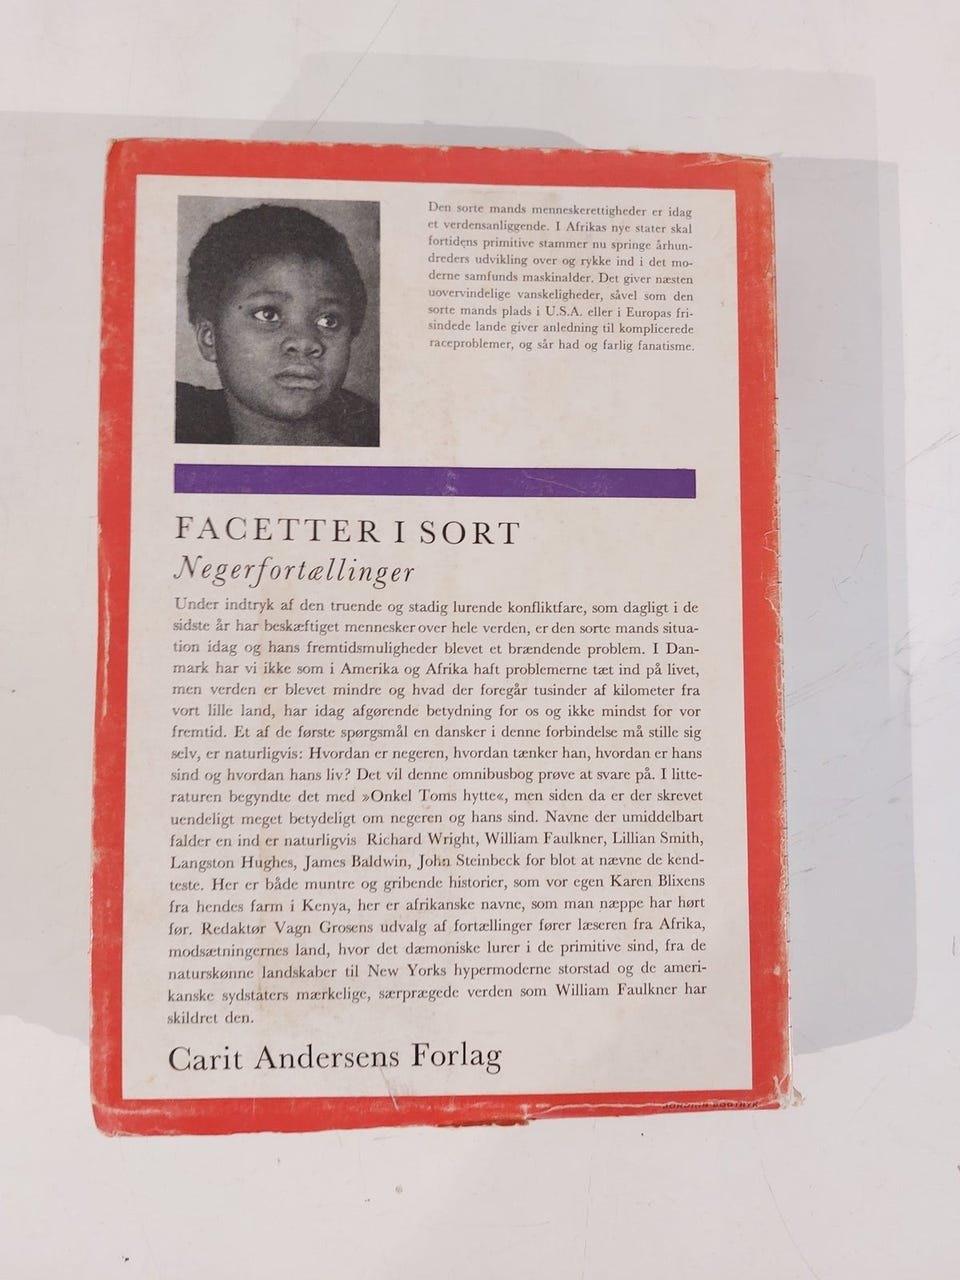 Den sorte mands menneskerettigheder er idag
et verdensanliggende. I Afrikas nye stater skal
fortidens primitive stammer nu springe århun-
dreders udvikling over og rykke ind i det mo-
derne samfunds maskinalder. Det giver næsten
uovervindelige vanskeligheder, såvel som den
sorte mands plads i U.S.A. eller i Europas fri-
sindede lande giver anledning til komplicerede
raceproblemer, og sår had og farlig fanatisme.
FACETTER I SORT
Negerfortællinger
Under indtryk af den truende og stadig lurende konfliktfare, som dagligt i de
sidste år har beskæftiget mennesker over hele verden, er den sorte mands situa-
tion idag og hans fremtidsmuligheder blevet et brændende problem. I Dan-
mark har vi ikke som i Amerika og Afrika haft problemerne tæt ind på livet,
men verden er blevet mindre og hvad der foregår tusinder af kilometer fra
vort lille land, har idag afgørende betydning for os og ikke mindst for vor
fremtid. Et af de første spørgsmål en dansker i denne forbindelse må stille sig
selv, er naturligvis: Hvordan er negeren, hvordan tænker han, hvordan er hans
sind og hvordan hans liv? Det vil denne omnibusbog prøve at svare på. I litte-
raturen begyndte det med »Onkel Toms hytte«, men siden da er der skrevet
uendeligt meget betydeligt om negeren og hans sind. Navne der umiddelbart
falder en ind er naturligvis Richard Wright, William Faulkner, Lillian Smith,
Langston Hughes, James Baldwin, John Steinbeck for blot at nævne de kend-
teste. Her er både muntre og gribende historier, som vor egen Karen Blixens
fra hendes farm i Kenya, her er afrikanske navne, som man næppe har hørt
før. Redaktør Vagn Grosens udvalg af fortællinger fører læseren fra Afrika,
modsætningernes land, hvor det dæmoniske lurer i de primitive sind, fra de
naturskønne landskaber til New Yorks hypermoderne storstad og de ameri-
kanske sydstaters mærkelige, særprægede verden som William Faulkner har
skildret den.
Carit Andersens Forlag